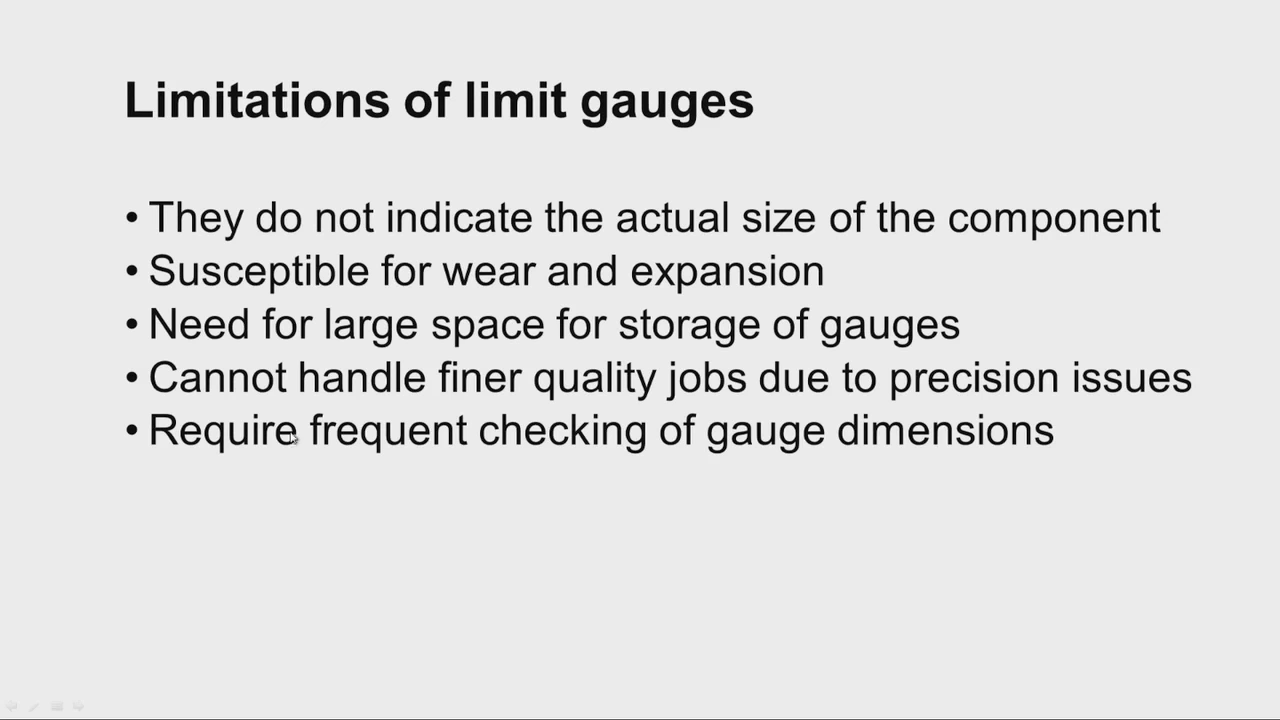 Limitations of limit gauges
• They do not indicate the actual size of the component
• Susceptible for wear and expansion
• Need for large space for storage of gauges
• Cannot handle finer quality jobs due to precision issues
• Require frequent checking of gauge dimensions